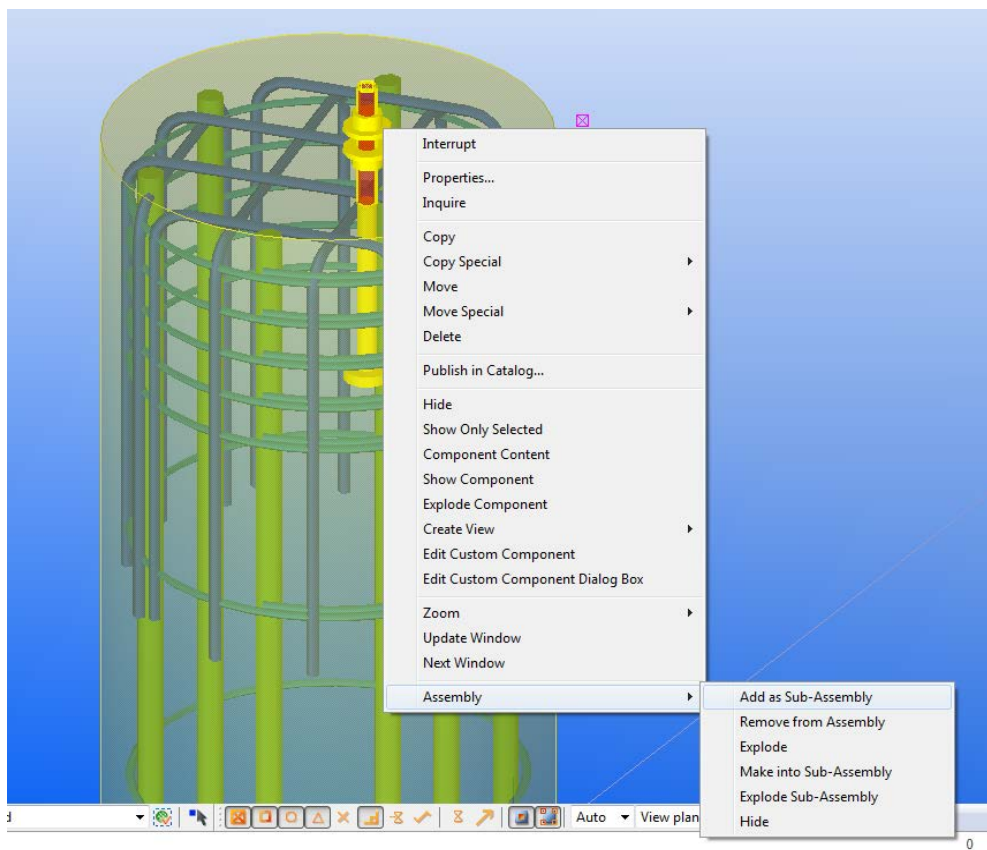 Interrupt
Properties...
Inquire
Copy
Copy Special
Move
Move Special
Delete
Publish in Catalog...
Hide
Show Only Selected
Component Content
Show Component
Explode Component
Create View
Edit Custom Component
Edit Custom Component Dialog Box
Zoom
Update Window
Next Window
Assembly
Add as Sub-Assembly
Remove from Assembly
Explode
Make into Sub-Assembly
Explode Sub-Assembly
Hide
d
Auto
View plan
0